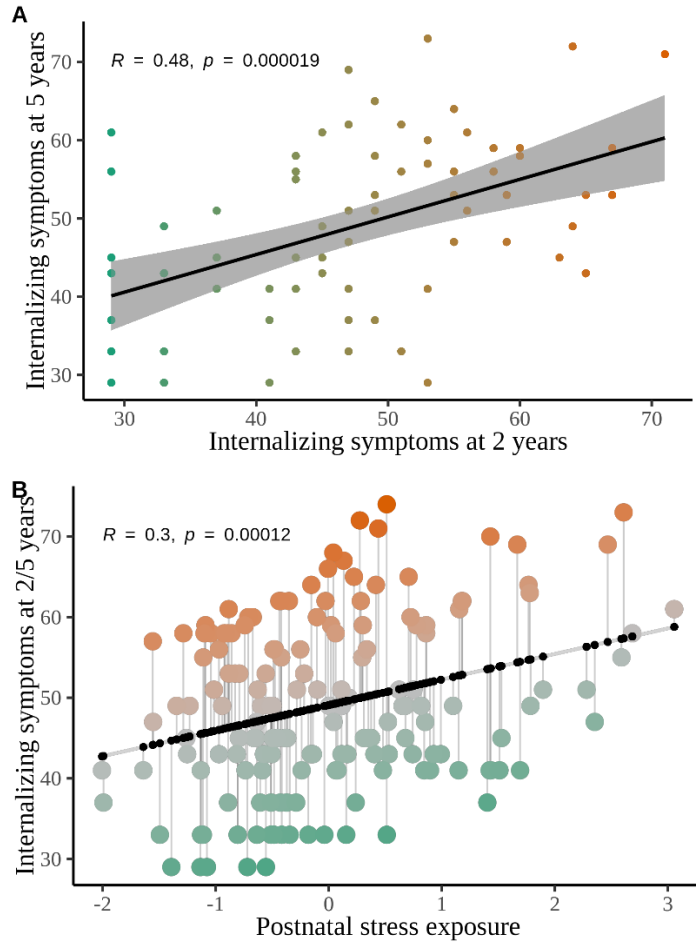 A
Internalizing symptoms at 5 years
R = 0.48, p = 0.000019
70
60
50
40
30
30 40 50 60 70
Internalizing symptoms at 2 years
B
Internalizing symptoms at 2/5 years
R = 0.3, p = 0.00012
70
60
50
40
30
-2 -1 0 1 2 3
Postnatal stress exposure